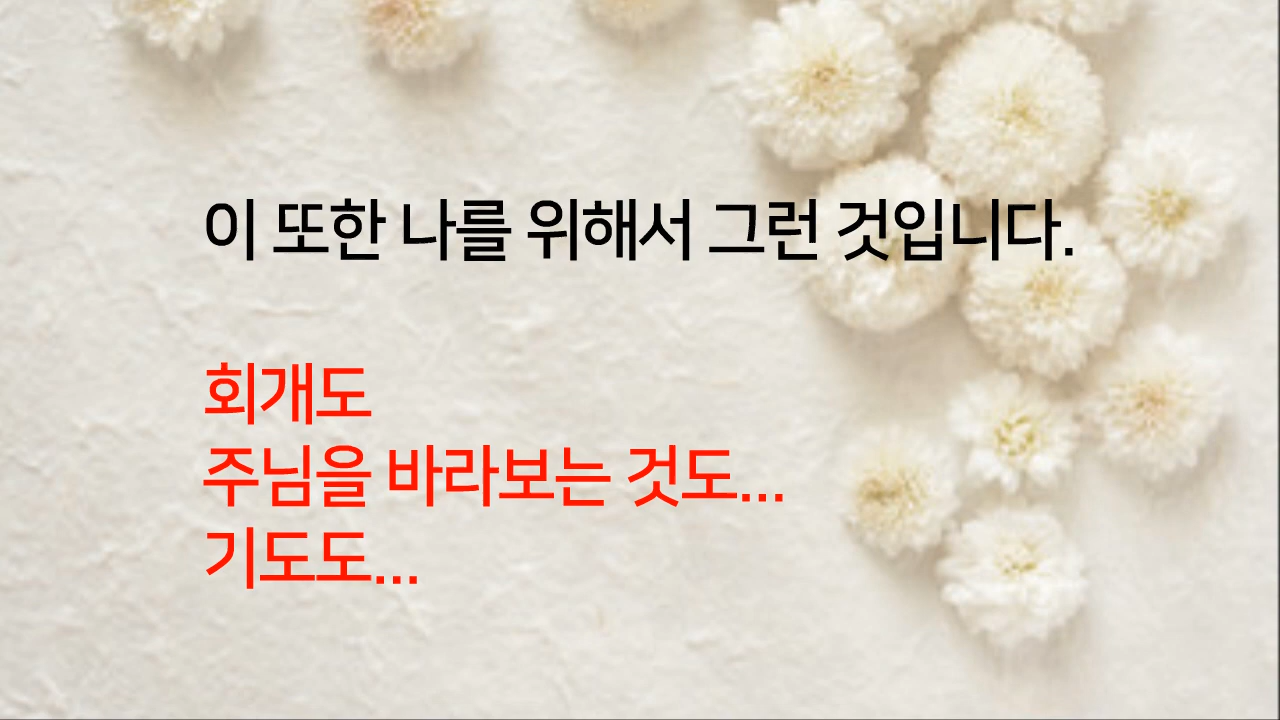 이 또한 나를 위해서 그런 것입니다.
회개도
주님을 바라보는 것도...
기도도...